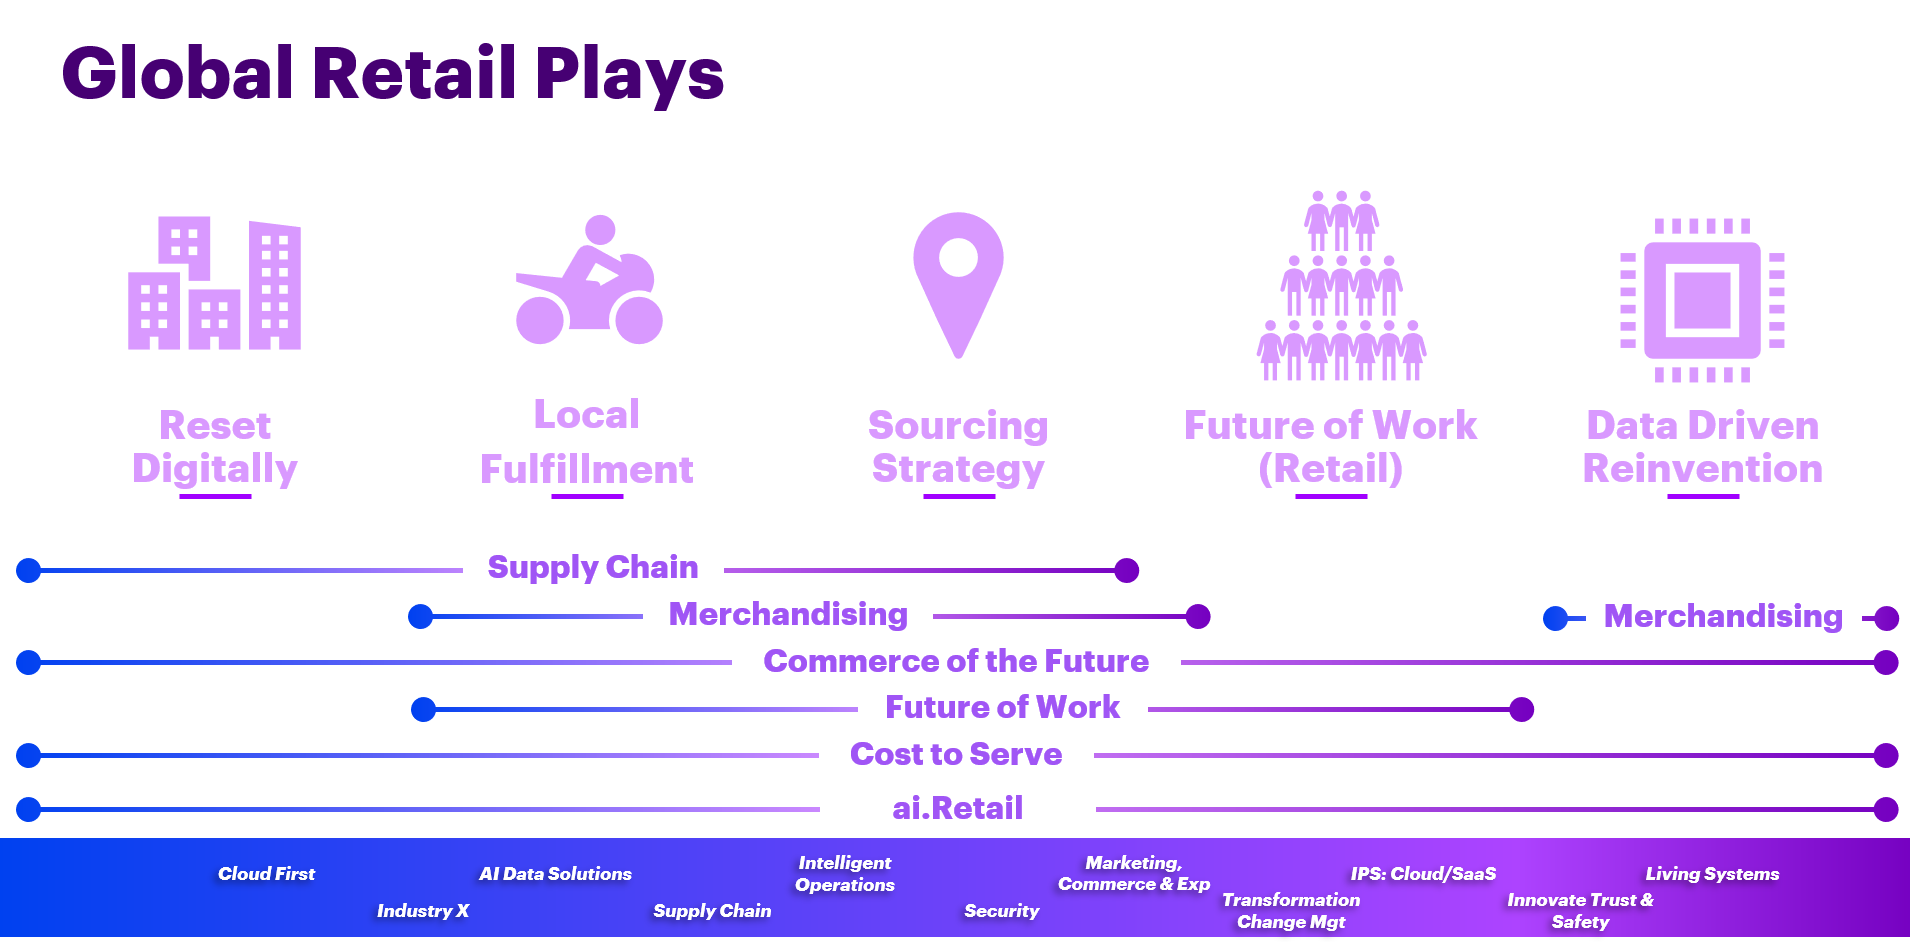 Global Retail Plays
Reset
Digitally
Local
Fulfillment
Sourcing
Strategy
Future of Work
(Retail)
Data Driven
Reinvention
Supply Chain
Merchandising
Merchandising
Commerce of the Future
Future of Work
Cost to Serve
ai.Retail
Cloud First
Industry X
AI Data Solutions
Supply Chain
Intelligent
Operations
Security
Marketing,
Commerce & Exp
Transformation
Change Mgt
IPS: Cloud/SaaS
Innovate Trust &
Safety
Living Systems